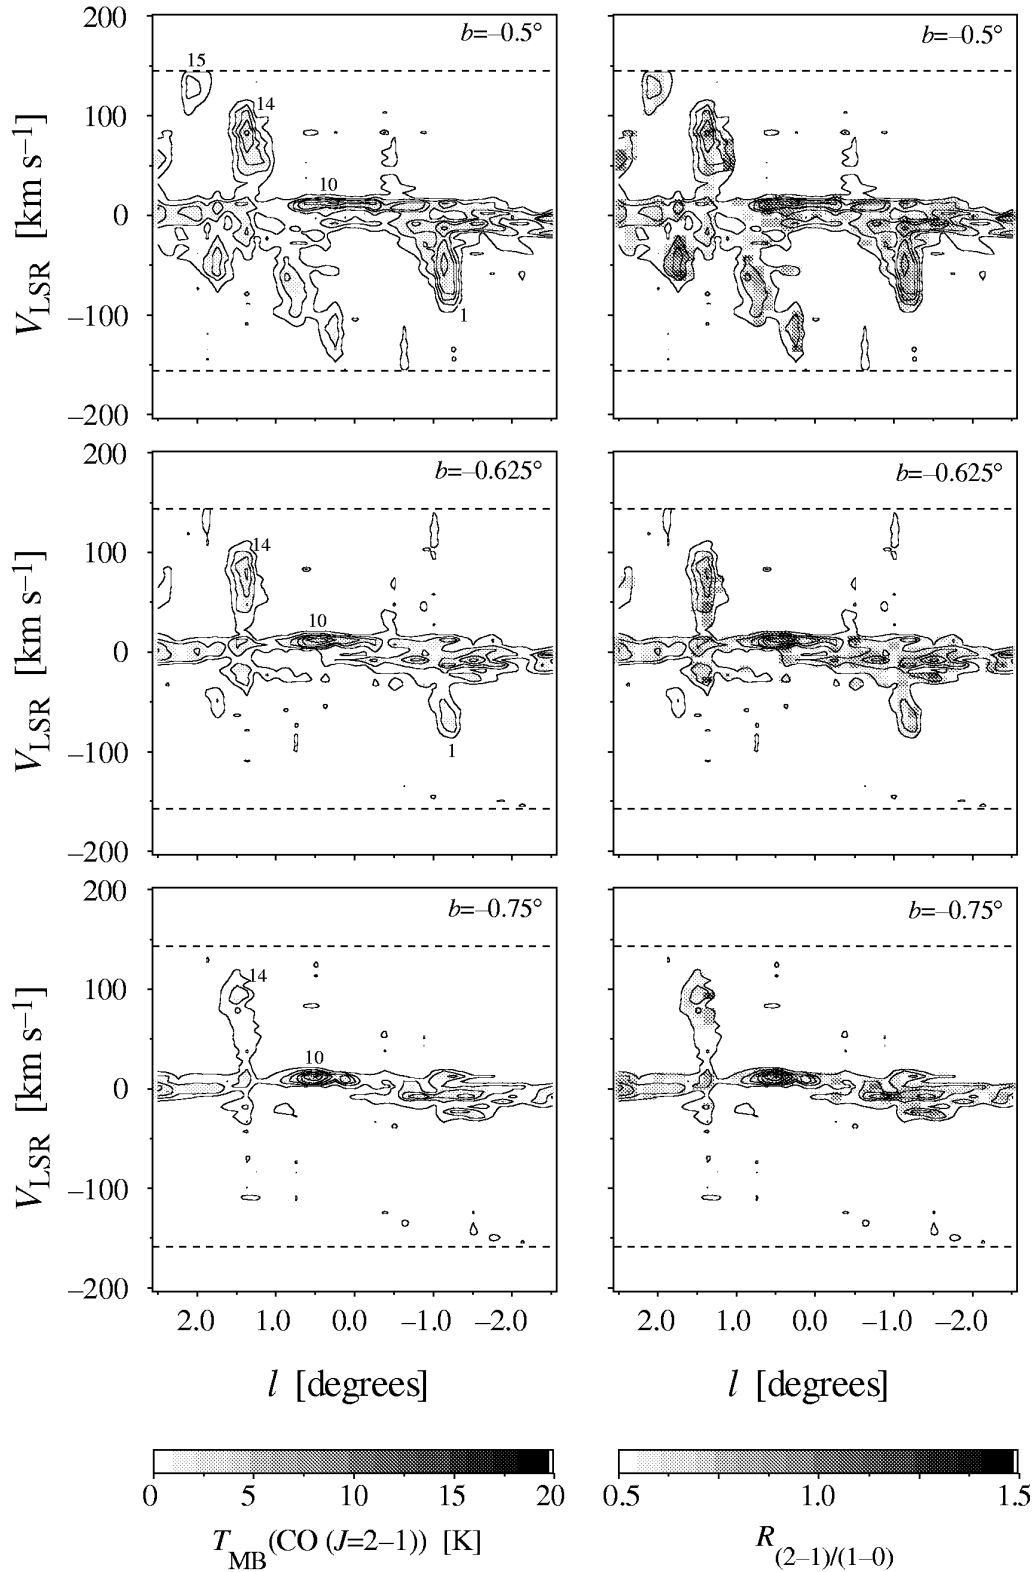 200
100
0
–100
–200
V_LSR [km s⁻¹]
b=–0.5°
15
14
10
1
b=–0.5°
200
100
0
–100
–200
V_LSR [km s⁻¹]
b=–0.625°
14
10
1
b=–0.625°
200
100
0
–100
–200
V_LSR [km s⁻¹]
b=–0.75°
14
10
b=–0.75°
2.0 1.0 0.0 –1.0 –2.0
2.0 1.0 0.0 –1.0 –2.0
l [degrees]
l [degrees]
0 5 10 15 20
0.5 1.0 1.5
T_MB(CO (J=2–1)) [K]
R_(2–1)/(1–0)